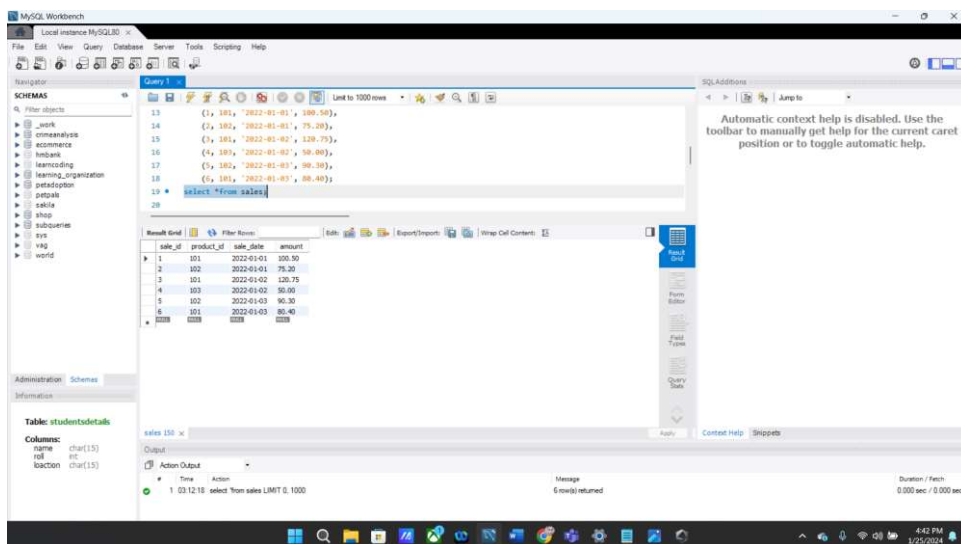 MySQL Workbench
Local instance MySQL80 ×
File Edit View Query Database Server Tools Scripting Help
Navigator
SCHEMAS
Filter objects
_work
crimeanalysis
ecommerce
hmbank
learncoding
learning_organization
petadoption
petpals
sakila
shop
subqueries
sys
vag
world
Administration Schemas
Information
Table: studentsdetails
Columns:
name char(15)
roll int
loaction char(15)
Query 1 ×
Limit to 1000 rows
13 (1, 101, '2022-01-01', 100.50),
14 (2, 102, '2022-01-01', 75.20),
15 (3, 101, '2022-01-02', 120.75),
16 (4, 103, '2022-01-02', 50.00),
17 (5, 102, '2022-01-03', 90.30),
18 (6, 101, '2022-01-03', 80.40);
19 select *from sales;
20
Result Grid Filter Rows: Edit: Export/Import: Wrap Cell Content:
sale_id product_id sale_date amount
1 101 2022-01-01 100.50
2 102 2022-01-01 75.20
3 101 2022-01-02 120.75
4 103 2022-01-02 50.00
5 102 2022-01-03 90.30
6 101 2022-01-03 80.40
NULL NULL NULL NULL
Result
Grid
Form
Editor
Field
Types
Query
Stats
sales 150 ×
Apply
Output
Action Output
# Time Action Message Duration / Fetch
1 03:12:18 select *from sales LIMIT 0, 1000 6 row(s) returned 0.000 sec / 0.000 sec
SQLAdditions
Jump to
Automatic context help is disabled. Use the
toolbar to manually get help for the current caret
position or to toggle automatic help.
Context Help Snippets
4:42 PM
1/25/2024